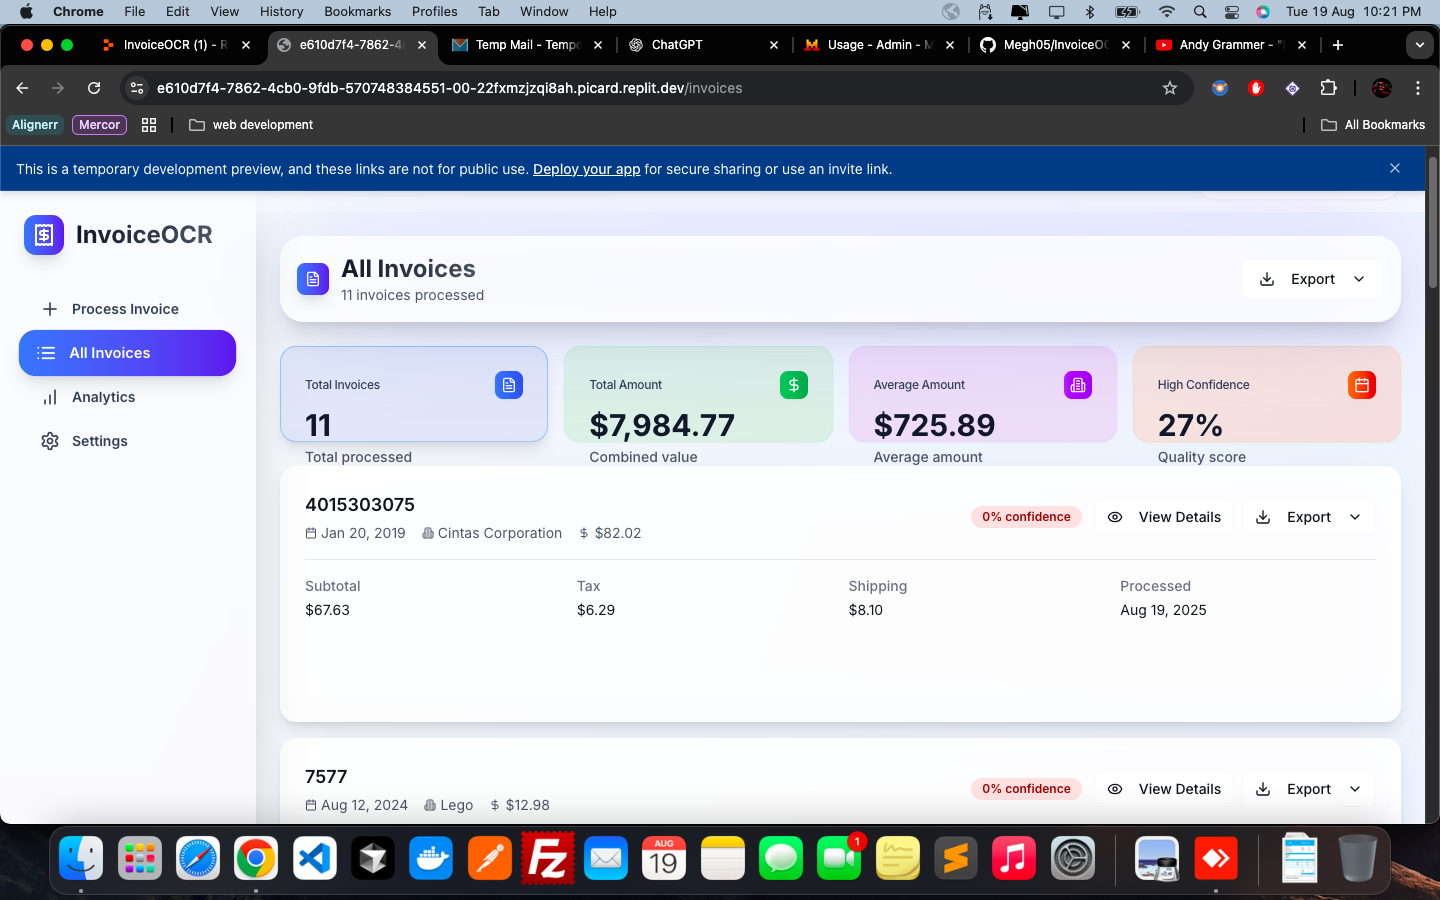 Chrome File Edit View History Bookmarks Profiles Tab Window Help Tue 19 Aug 10:21 PM
InvoiceOCR (1) - R e610d7f4-7862-4 Temp Mail - Temp ChatGPT Usage - Admin - M Megh05/InvoiceO Andy Grammer - "
e610d7f4-7862-4cb0-9fdb-570748384551-00-22fxmzjzqi8ah.picard.replit.dev/invoices
Alignerr Mercor web development All Bookmarks
This is a temporary development preview, and these links are not for public use. Deploy your app for secure sharing or use an invite link.
InvoiceOCR
Process Invoice
All Invoices
Analytics
Settings
All Invoices
11 invoices processed
Export
Total Invoices
11
Total processed
Total Amount
$7,984.77
Combined value
Average Amount
$725.89
Average amount
High Confidence
27%
Quality score
4015303075
Jan 20, 2019 Cintas Corporation $ $82.02
0% confidence View Details Export
Subtotal Tax Shipping Processed
$67.63 $6.29 $8.10 Aug 19, 2025
7577
Aug 12, 2024 Lego $ $12.98
0% confidence View Details Export
FZ
AUG
19
1